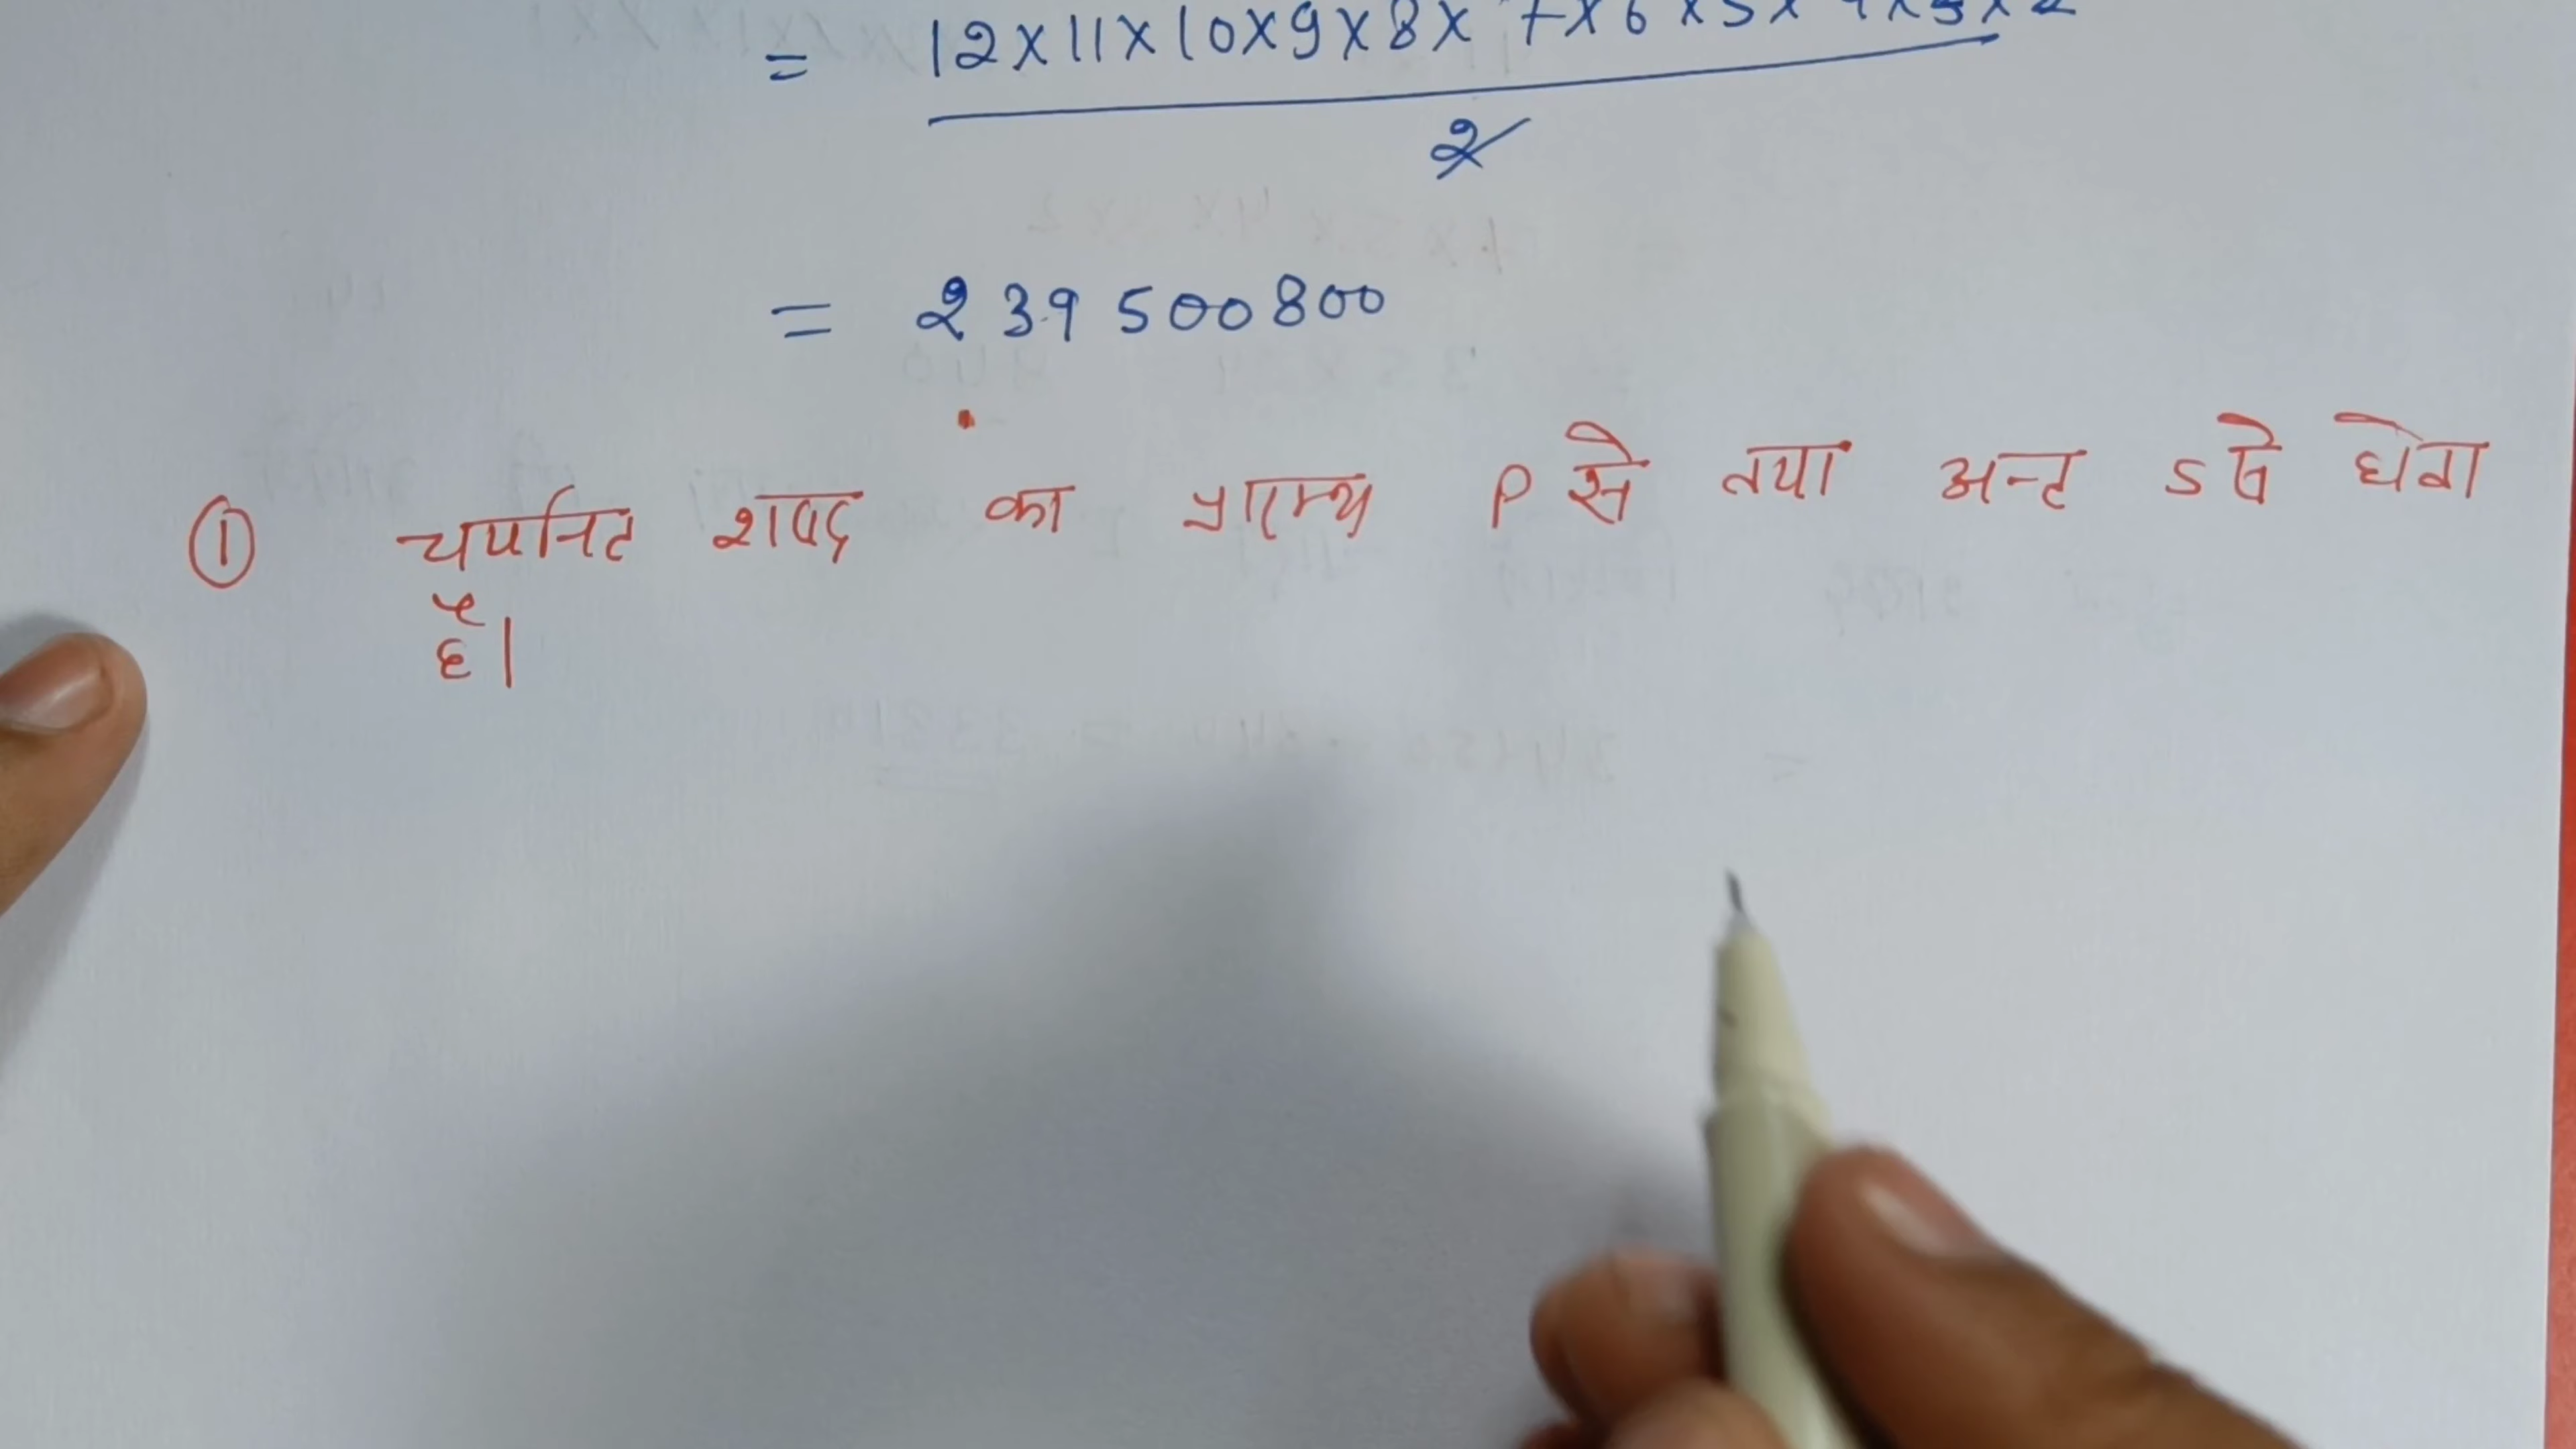 = 12×11×10×9×8×7×6×5×4×3×2
2
= 239500800
① चयनित शब्द का प्रारम्भ P से तथा अन्त S से होता
है।